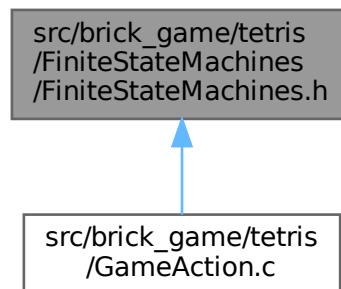 src/brick_game/tetris
/FiniteStateMachines
/FiniteStateMachines.h
src/brick_game/tetris
/GameAction.c